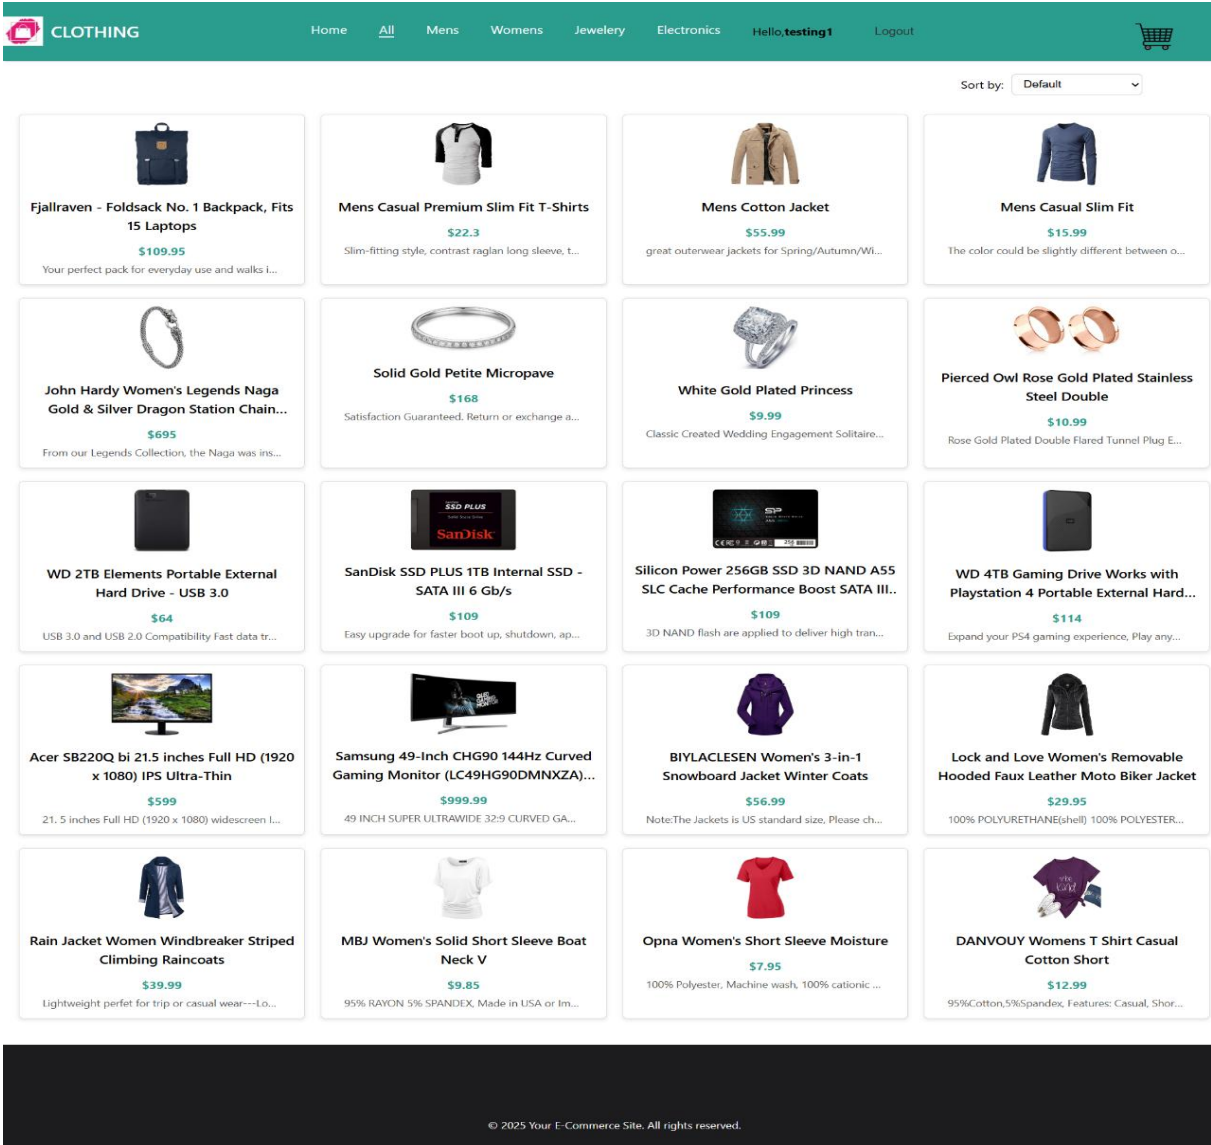 CLOTHING
Home All Mens Womens Jewelery Electronics Hello,testing1 Logout
Sort by: Default
Fjallraven - Foldsack No. 1 Backpack, Fits
15 Laptops
$109.95
Your perfect pack for everyday use and walks i...
Mens Casual Premium Slim Fit T-Shirts
$22.3
Slim-fitting style, contrast raglan long sleeve, t...
Mens Cotton Jacket
$55.99
great outerwear jackets for Spring/Autumn/Wi...
Mens Casual Slim Fit
$15.99
The color could be slightly different between o...
John Hardy Women's Legends Naga
Gold & Silver Dragon Station Chain...
$695
From our Legends Collection, the Naga was ins...
Solid Gold Petite Micropave
$168
Satisfaction Guaranteed. Return or exchange a...
White Gold Plated Princess
$9.99
Classic Created Wedding Engagement Solitaire...
Pierced Owl Rose Gold Plated Stainless
Steel Double
$10.99
Rose Gold Plated Double Flared Tunnel Plug E...
WD 2TB Elements Portable External
Hard Drive - USB 3.0
$64
USB 3.0 and USB 2.0 Compatibility Fast data tr...
SSD PLUS
SanDisk
SanDisk SSD PLUS 1TB Internal SSD -
SATA III 6 Gb/s
$109
Easy upgrade for faster boot up, shutdown, ap...
SP
256
Silicon Power 256GB SSD 3D NAND A55
SLC Cache Performance Boost SATA III..
$109
3D NAND flash are applied to deliver high tran...
WD 4TB Gaming Drive Works with
Playstation 4 Portable External Hard...
$114
Expand your PS4 gaming experience, Play any...
Acer SB220Q bi 21.5 inches Full HD (1920
x 1080) IPS Ultra-Thin
$599
21. 5 inches Full HD (1920 x 1080) widescreen I...
QLED
GAMING
MONITOR
Samsung 49-Inch CHG90 144Hz Curved
Gaming Monitor (LC49HG90DMNXZA)...
$999.99
49 INCH SUPER ULTRAWIDE 32:9 CURVED GA...
BIYLACLESEN Women's 3-in-1
Snowboard Jacket Winter Coats
$56.99
Note:The Jackets is US standard size, Please ch...
Lock and Love Women's Removable
Hooded Faux Leather Moto Biker Jacket
$29.95
100% POLYURETHANE(shell) 100% POLYESTER...
Rain Jacket Women Windbreaker Striped
Climbing Raincoats
$39.99
Lightweight perfet for trip or casual wear---Lo...
MBJ Women's Solid Short Sleeve Boat
Neck V
$9.85
95% RAYON 5% SPANDEX, Made in USA or Im...
Opna Women's Short Sleeve Moisture
$7.95
100% Polyester, Machine wash, 100% cationic ...
be
kind
DANVOUY Womens T Shirt Casual
Cotton Short
$12.99
95%Cotton,5%Spandex, Features: Casual, Shor...
© 2025 Your E-Commerce Site. All rights reserved.